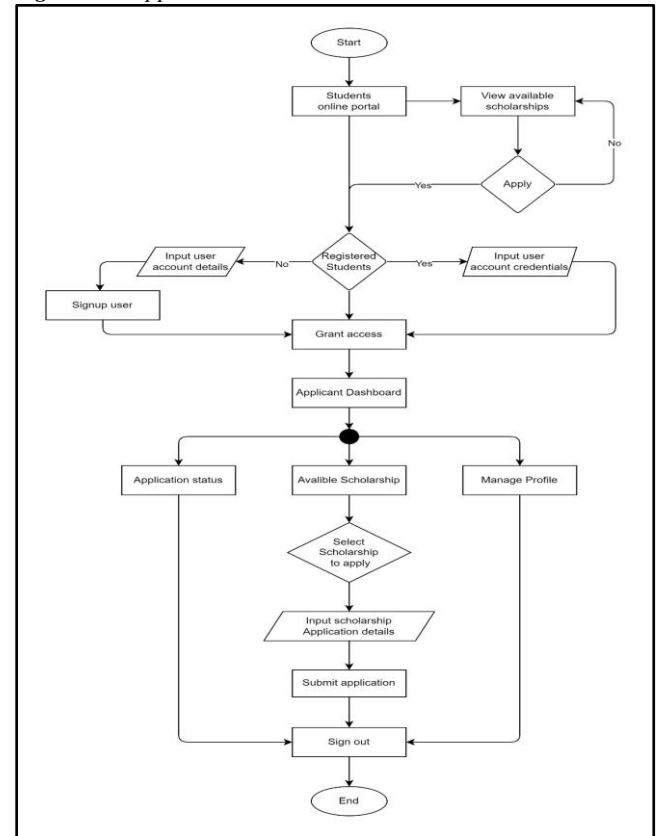 Start
Students
online portal
View available
scholarships
No
Apply
Yes
Registered
Students
Input user
account details
No
Yes
Input user
account credentials
Signup user
Grant access
Applicant Dashboard
Application status
Avalible Scholarship
Manage Profile
Select
Scholarship
to apply
Input scholarship
Application details
Submit application
Sign out
End